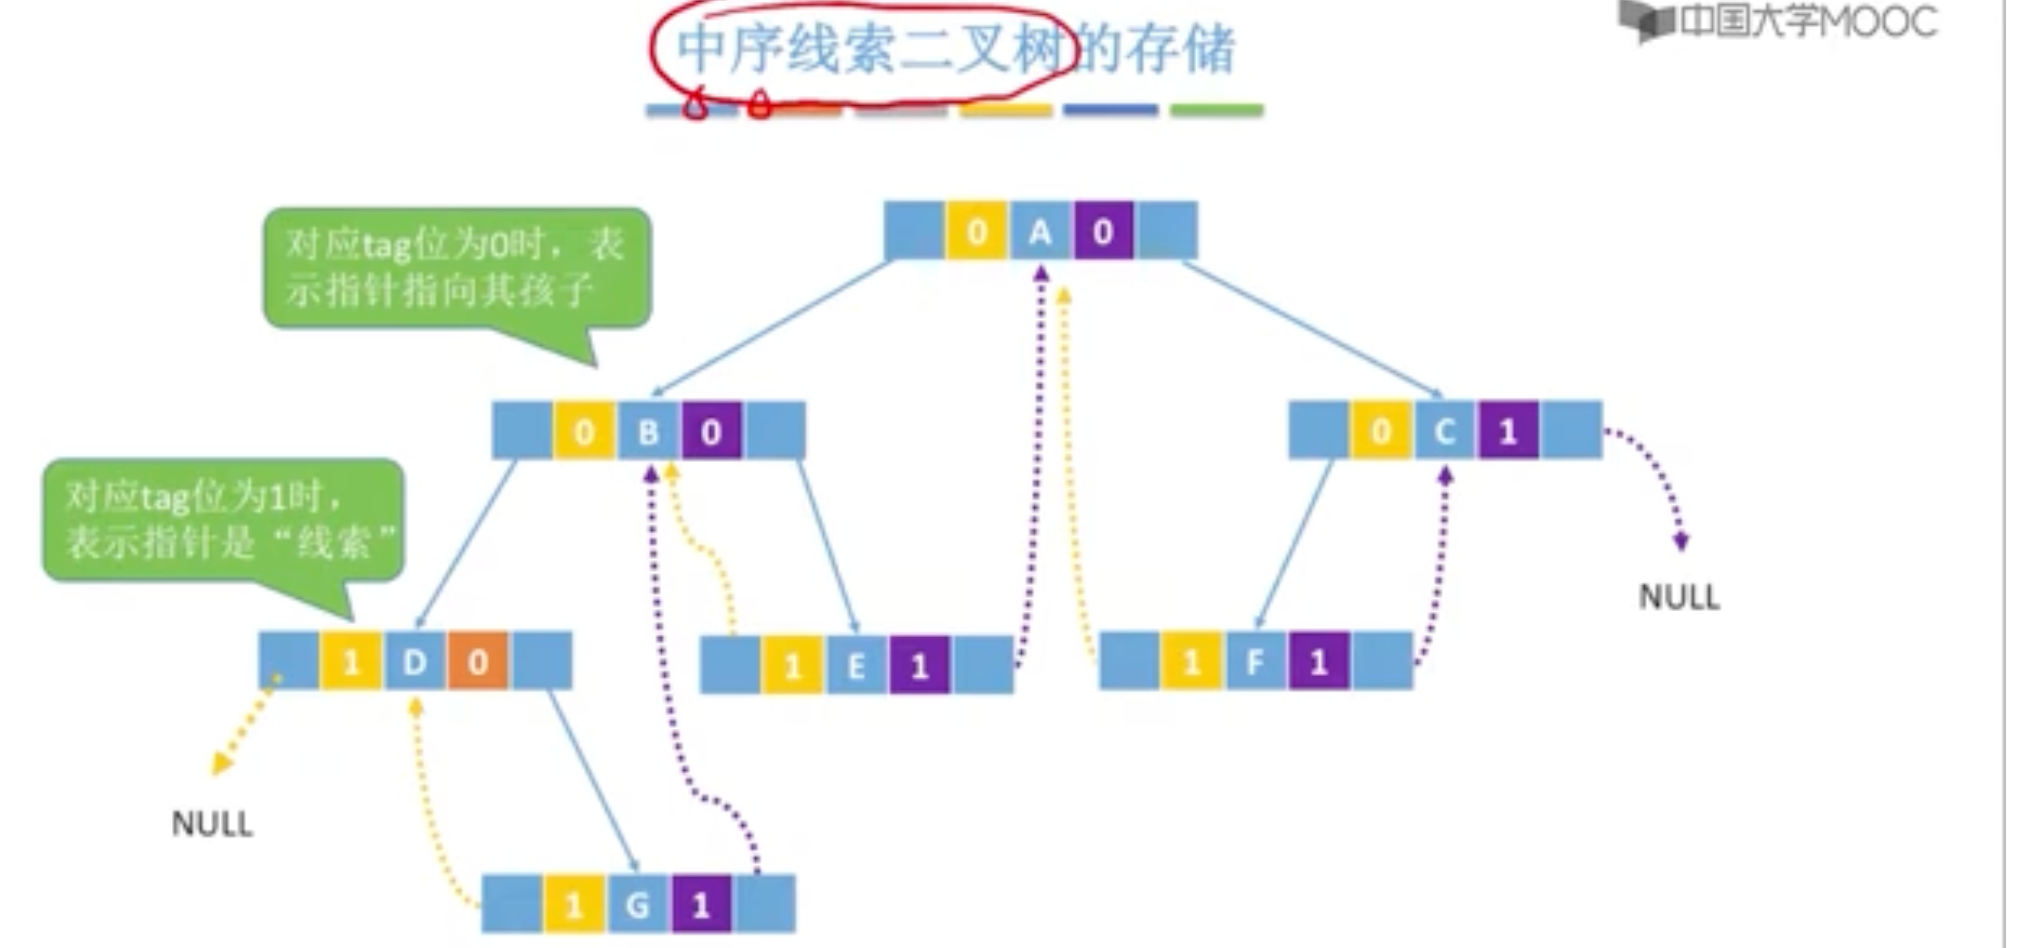 中国大学MOOC
中序线索二叉树的存储
对应tag位为0时，表
示指针指向其孩子
0 A 0
0 B 0
0 C 1
对应tag位为1时，
表示指针是“线索”
NULL
1 D 0
1 E 1
1 F 1
NULL
1 G 1